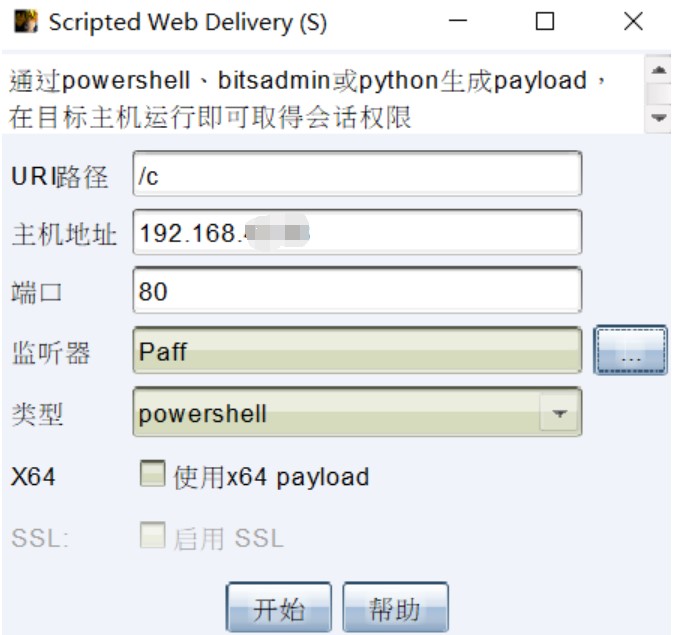 Scripted Web Delivery (S)
通过powershell、bitsadmin或python生成payload，
在目标主机运行即可取得会话权限
URI路径 /c
主机地址 192.168.
端口 80
监听器 Paff ...
类型 powershell
X64 使用x64 payload
SSL: 启用 SSL
开始 帮助